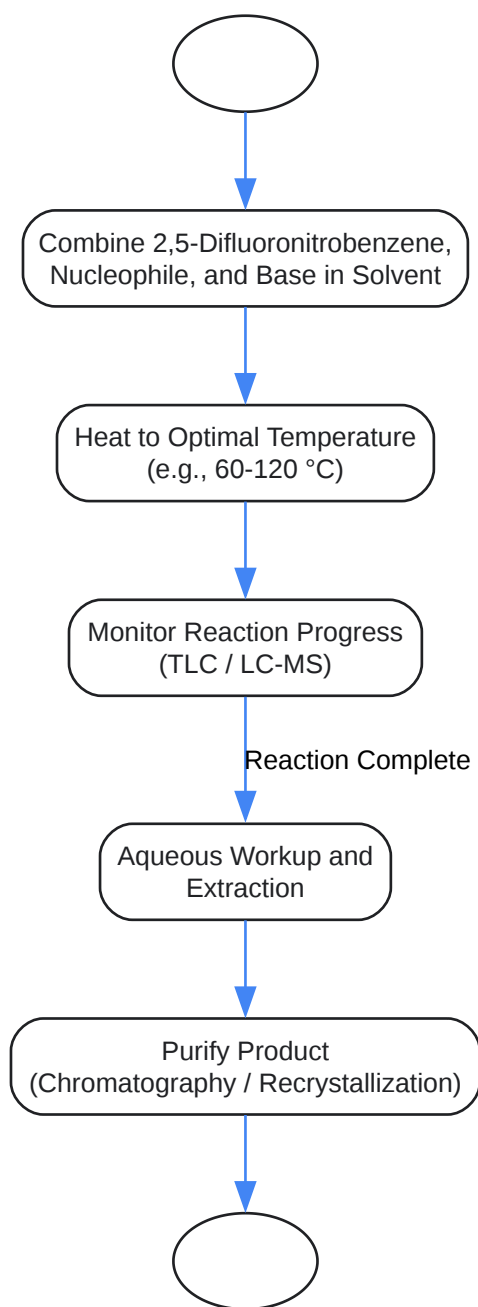 Combine 2,5-Difluoronitrobenzene,
Nucleophile, and Base in Solvent
Heat to Optimal Temperature
(e.g., 60-120 °C)
Monitor Reaction Progress
(TLC / LC-MS)
Reaction Complete
Aqueous Workup and
Extraction
Purify Product
(Chromatography / Recrystallization)